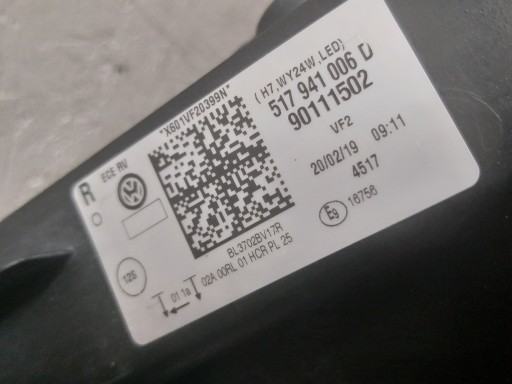 R
ECE RV
*X601VF20399N*
(H7,WY24W,LED)
517 941 006 D
90111502
VF2
20/02/19 09:11
4517
E9 16758
BL3702BV17R
125
01 1a 02A 00RL 01 HCR PL 25